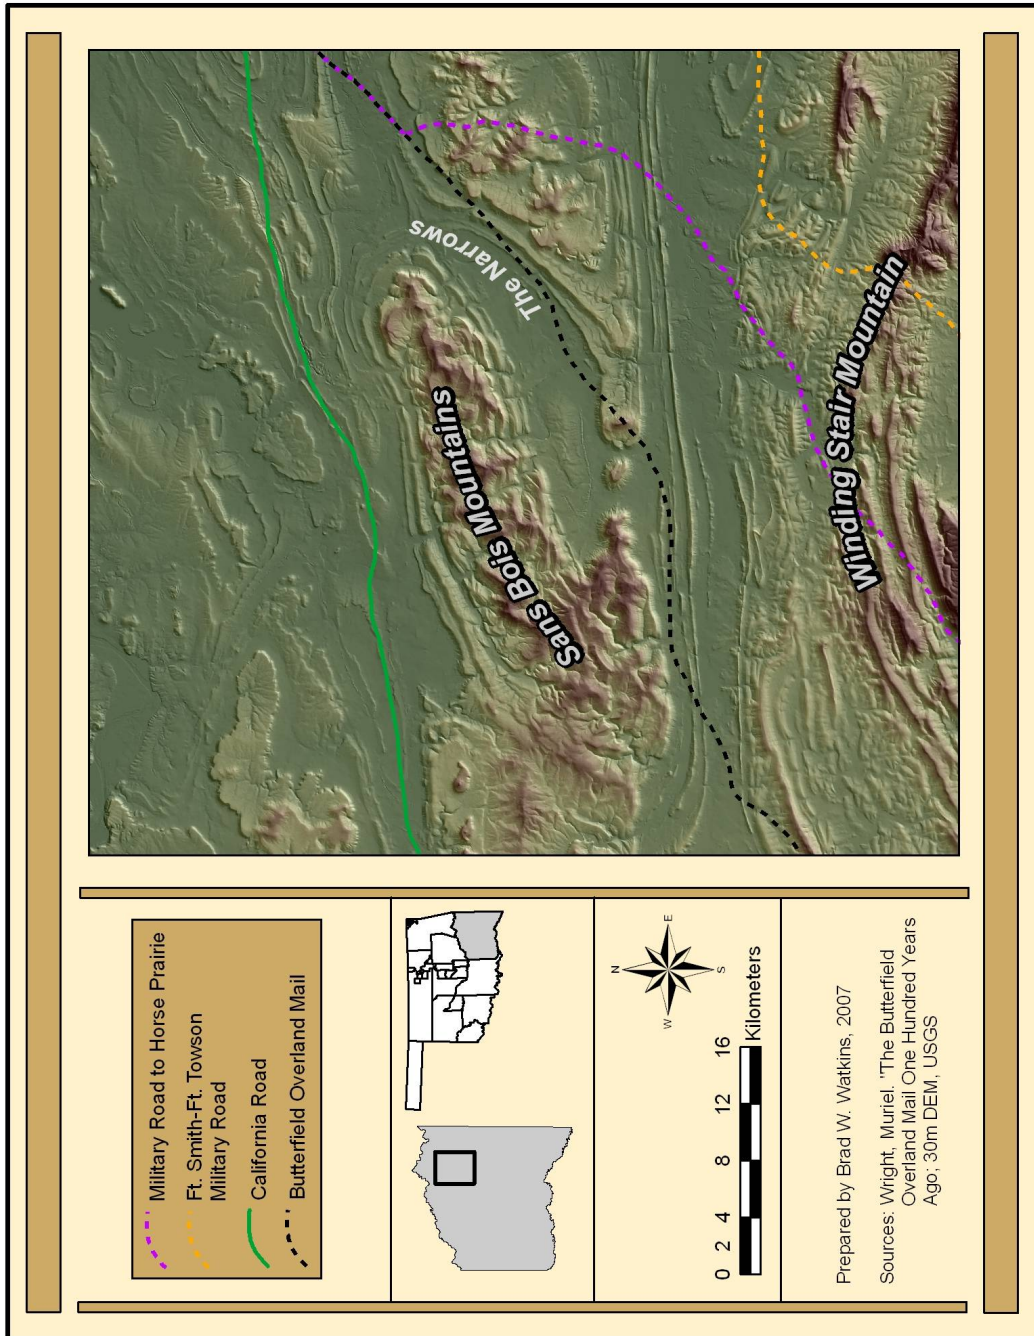 The Narrows
Sans Bois Mountains
Winding Stair Mountain
Military Road to Horse Prairie
Ft. Smith-Ft. Towson
Military Road
California Road
Butterfield Overland Mail
N
W
E
S
0 2 4 8 12 16
Kilometers
Prepared by Brad W. Watkins, 2007
Sources: Wright, Muriel. 'The Butterfield
Overland Mail One Hundred Years
Ago; 30m DEM, USGS